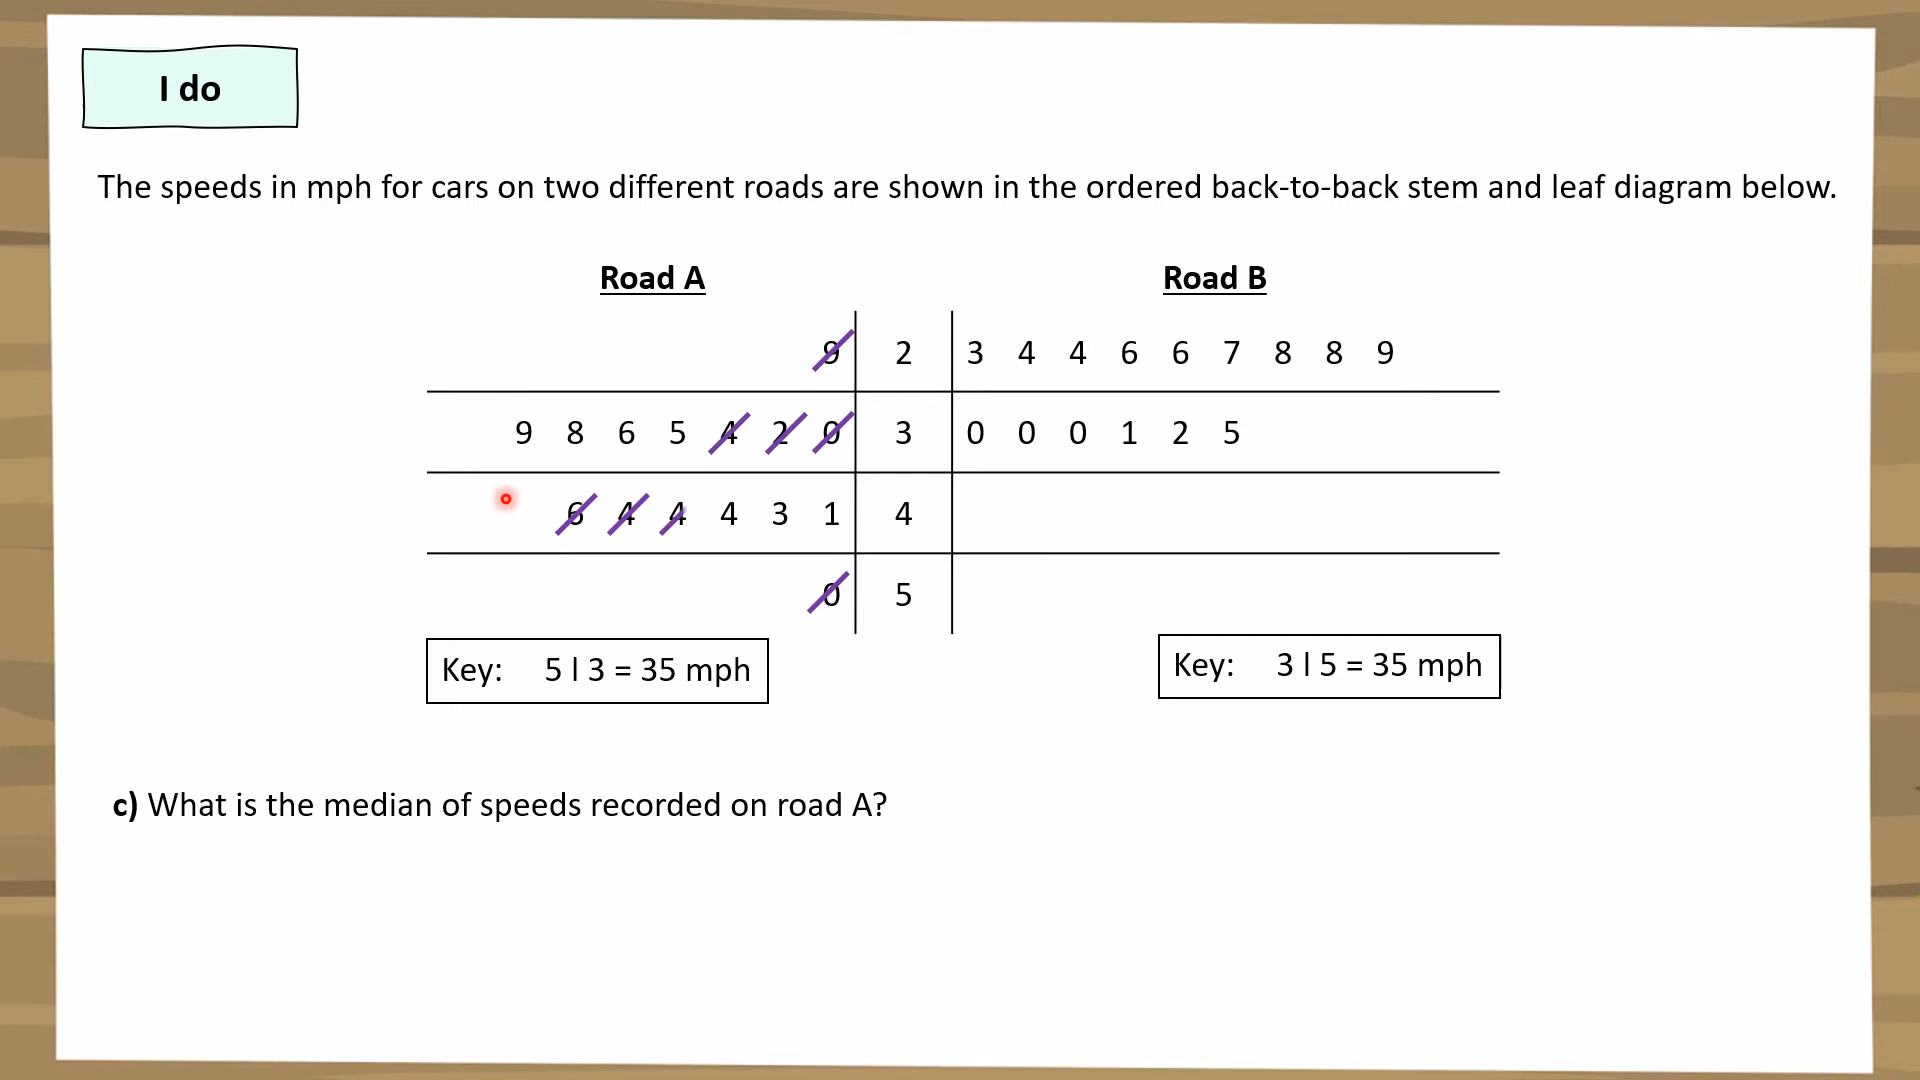 I do
The speeds in mph for cars on two different roads are shown in the ordered back-to-back stem and leaf diagram below.
Road A Road B
9 2 3 4 4 6 6 7 8 8 9
9 8 6 5 4 2 0 3 0 0 0 1 2 5
6 4 4 4 3 1 4
0 5
Key: 5 l 3 = 35 mph Key: 3 l 5 = 35 mph
c) What is the median of speeds recorded on road A?